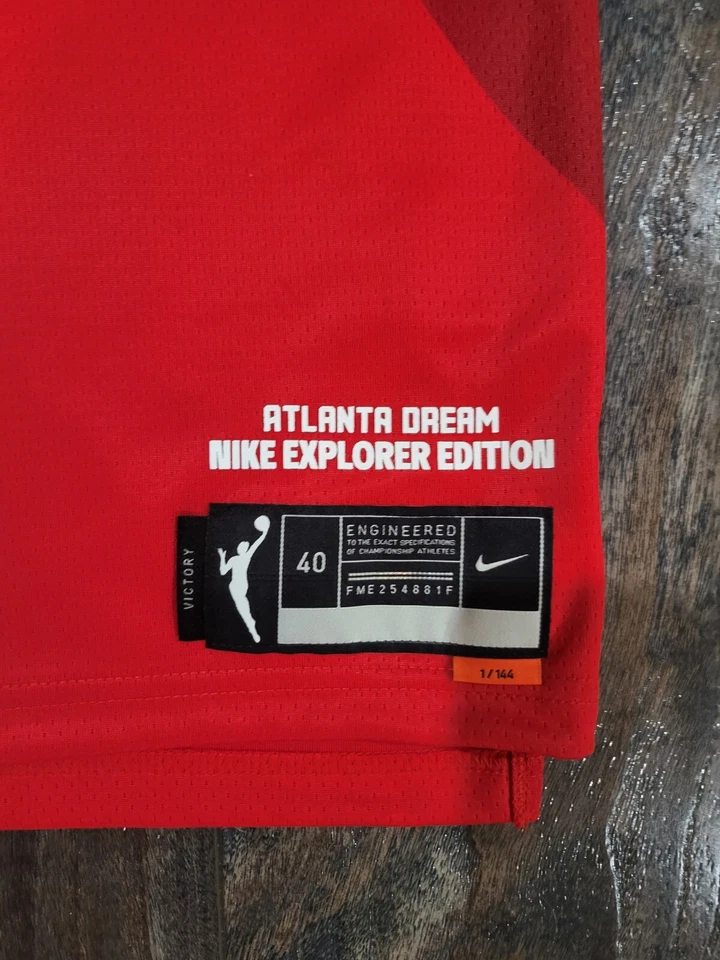 ATLANTA DREAM
NIKE EXPLORER EDITION
VICTORY
40
ENGINEERED
TO THE EXACT SPECIFICATIONS
OF CHAMPIONSHIP ATHLETES
FME254881F
1/144